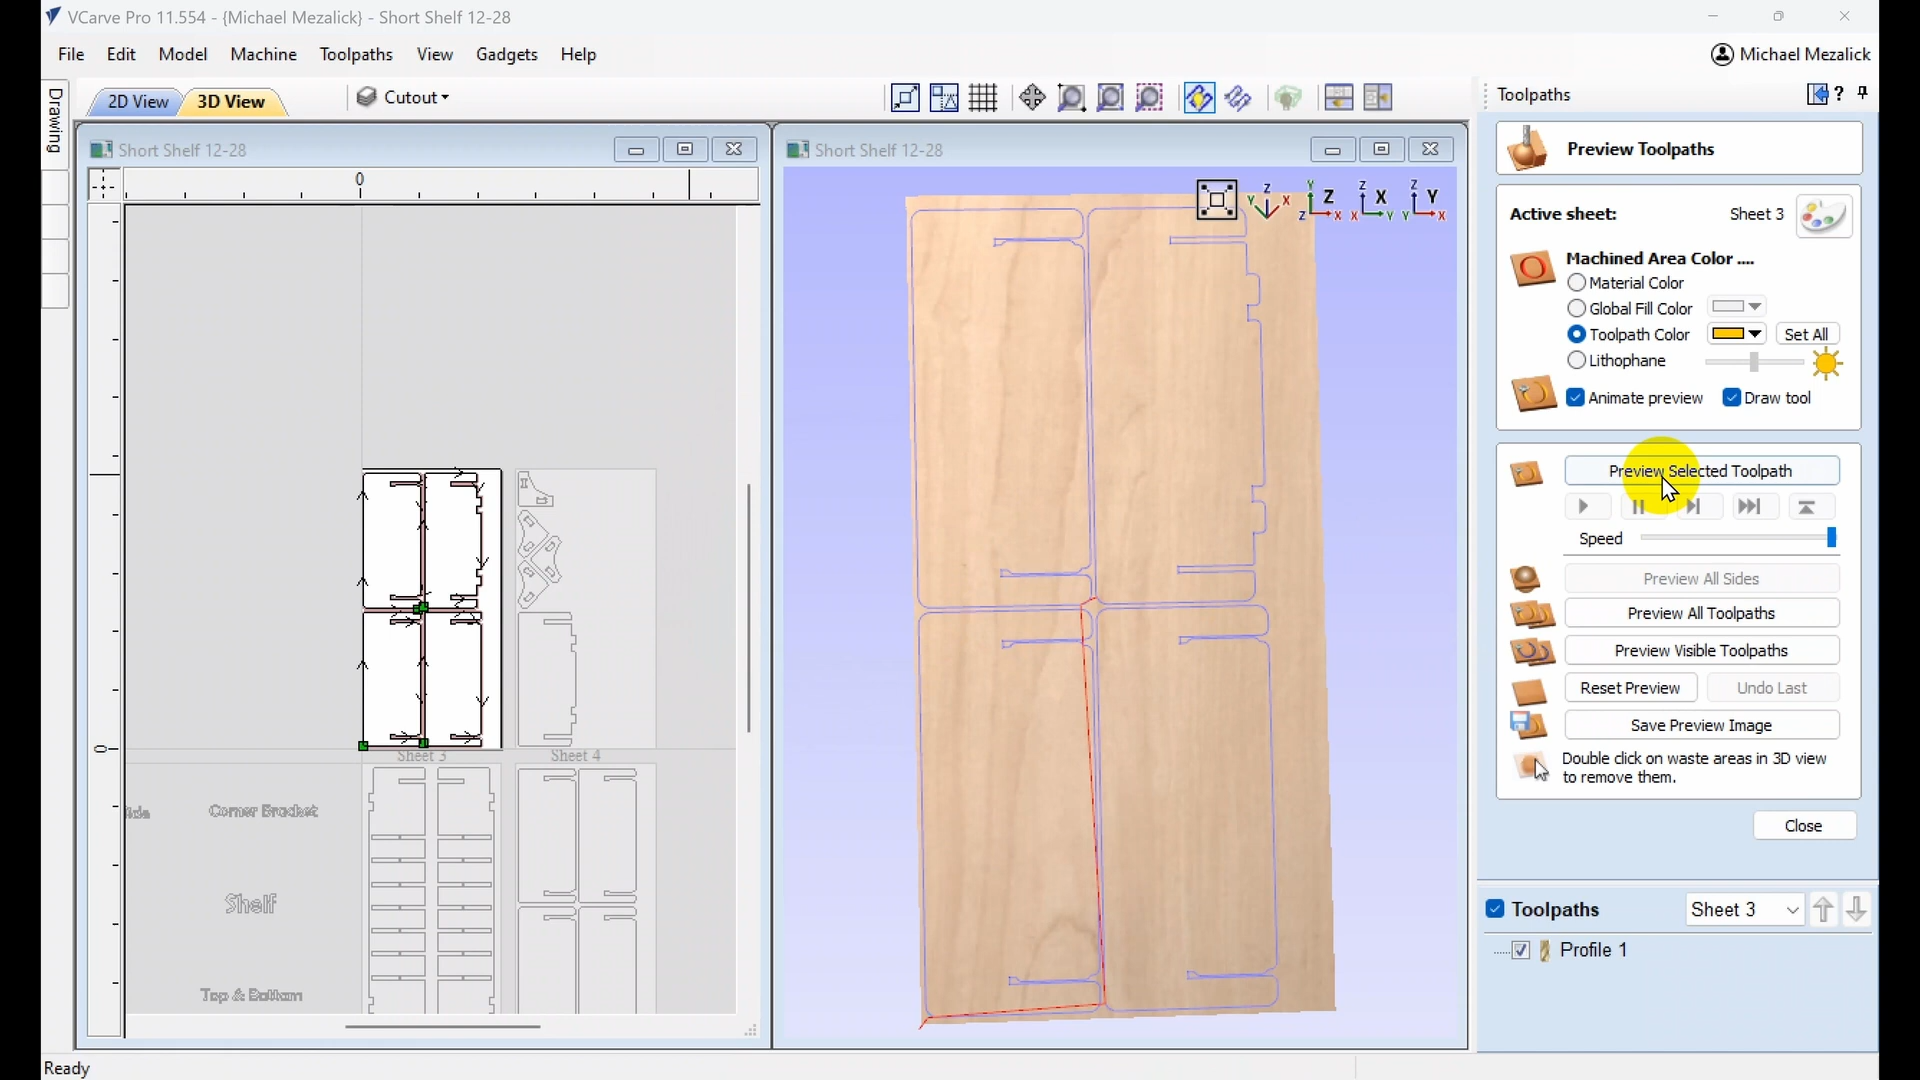 VCarve Pro 11.554 - {Michael Mezalick} - Short Shelf 12-28
File Edit Model Machine Toolpaths View Gadgets Help
Michael Mezalick
Drawing
2D View
3D View
Cutout
Toolpaths
?
Short Shelf 12-28
Short Shelf 12-28
0
0
Z
Y X
Y
Z
Z X
Z
X
X Y
Z
Y
Y X
Sheet 3
Sheet 4
Side
Corner Bracket
Shelf
Top & Bottom
Preview Toolpaths
Active sheet: Sheet 3
Machined Area Color ....
Material Color
Global Fill Color
Toolpath Color Set All
Lithophane
Animate preview Draw tool
Preview Selected Toolpath
Speed
Preview All Sides
Preview All Toolpaths
Preview Visible Toolpaths
Reset Preview Undo Last
Save Preview Image
Double click on waste areas in 3D view
to remove them.
Close
Toolpaths Sheet 3
Profile 1
Ready